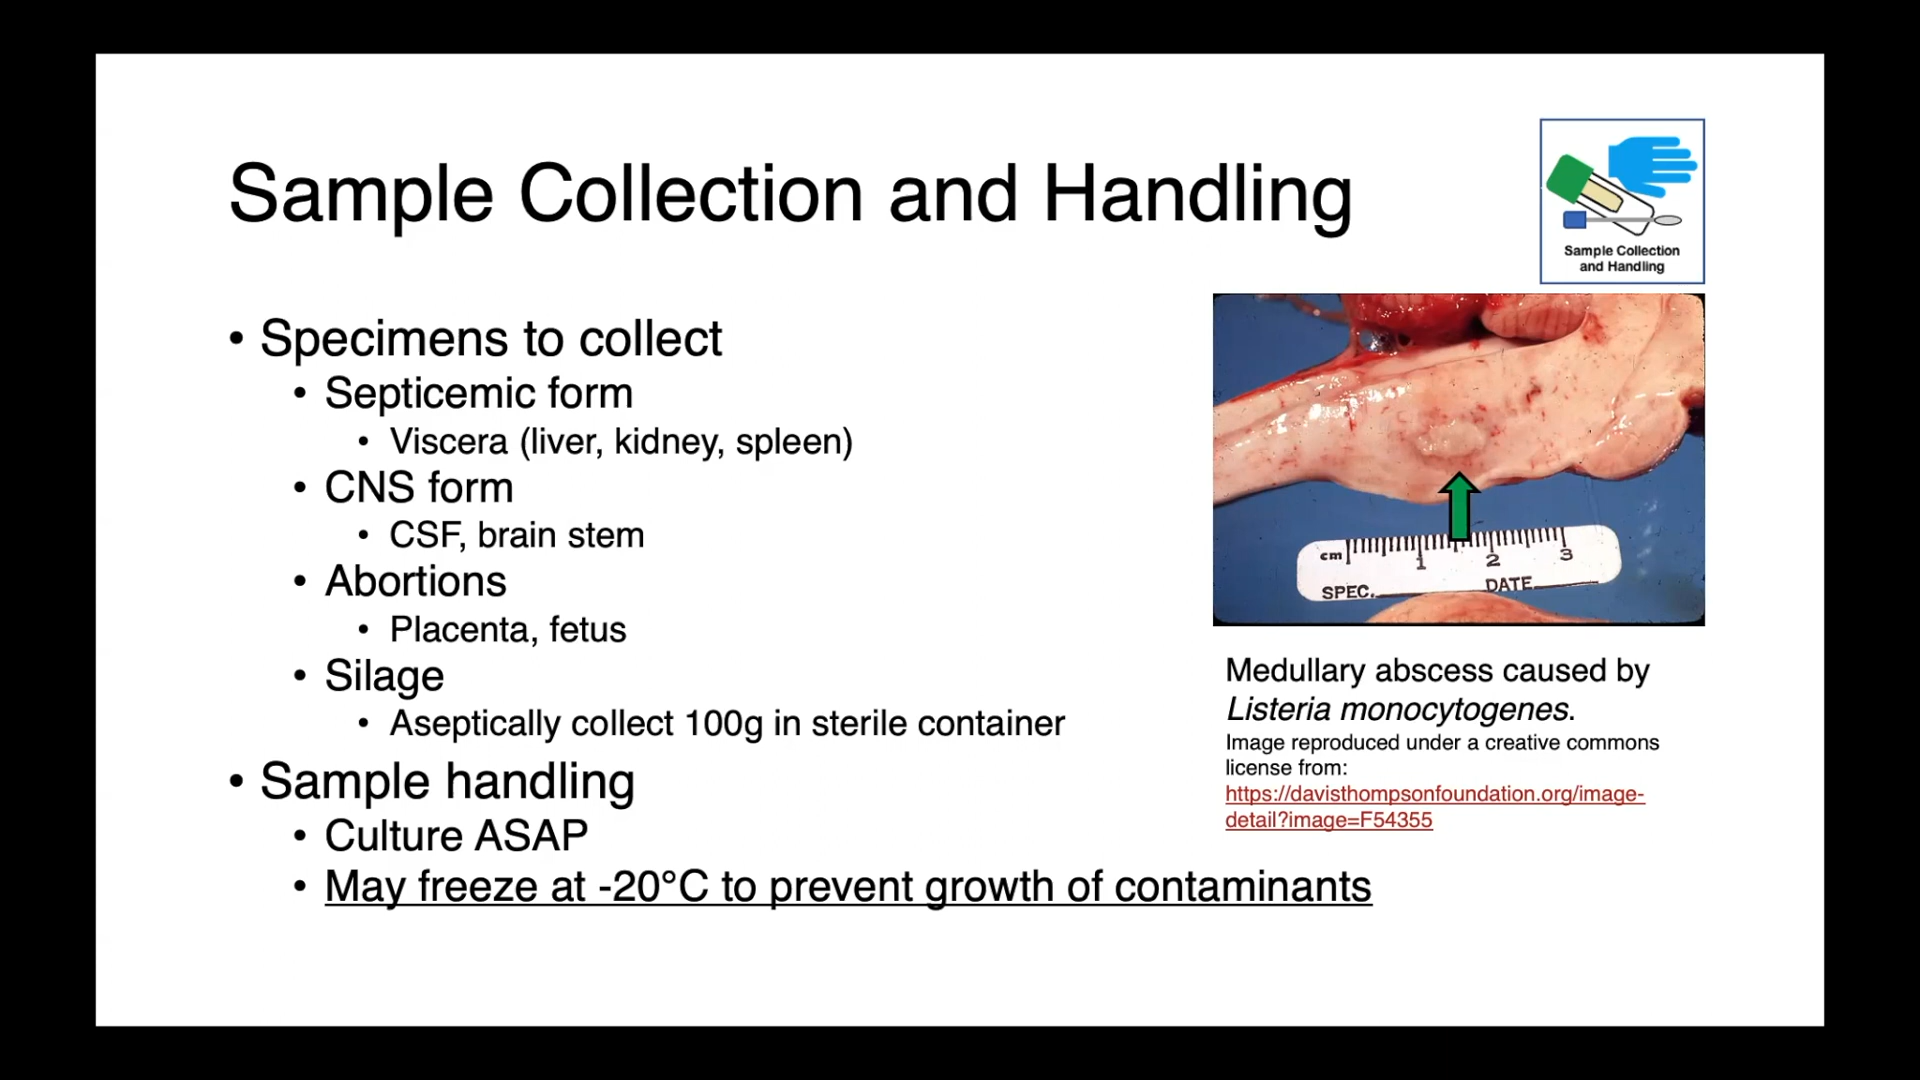 Sample Collection and Handling
Sample Collection
and Handling
• Specimens to collect
• Septicemic form
• Viscera (liver, kidney, spleen)
• CNS form
• CSF, brain stem
• Abortions
• Placenta, fetus
• Silage
• Aseptically collect 100g in sterile container
• Sample handling
• Culture ASAP
• May freeze at -20°C to prevent growth of contaminants
cm 1 2 3
SPEC. DATE
Medullary abscess caused by
Listeria monocytogenes.
Image reproduced under a creative commons
license from:
https://davisthompsonfoundation.org/image-
detail?image=F54355